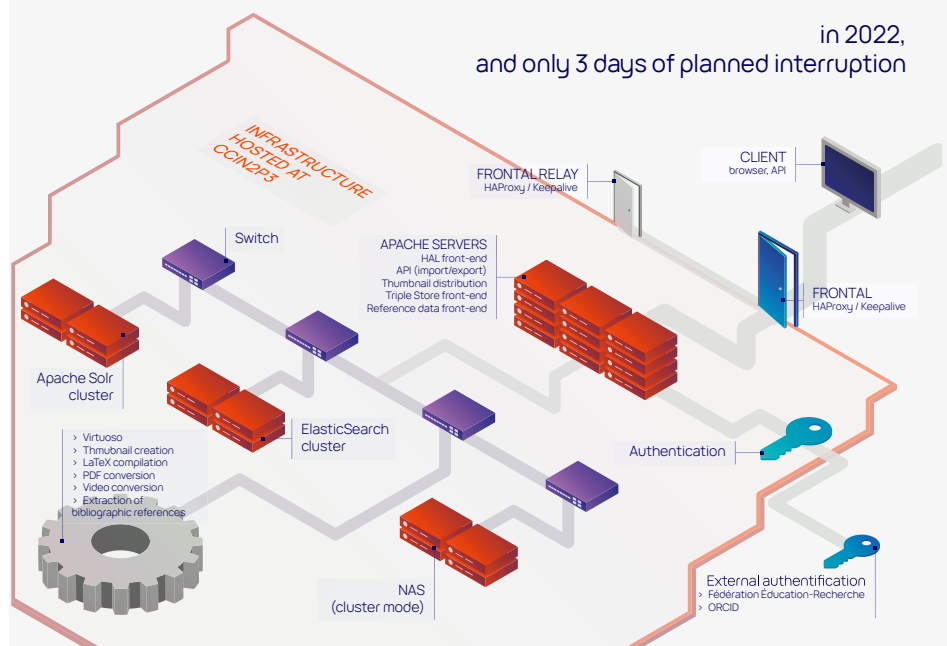 in 2022,
and only 3 days of planned interruption
INFRASTRUCTURE
HOSTED AT
CCIN2P3
CLIENT
browser, API
FRONTAL RELAY
HAProxy / Keepalive
Switch
APACHE SERVERS
HAL front-end
API (import/export)
Thumbnail distribution
Triple Store front-end
Reference data front-end
FRONTAL
HAProxy / Keepalive
Apache Solr
cluster
ElasticSearch
cluster
> Virtuoso
> Thmubnail creation
> LaTeX compilation
> PDF conversion
> Video conversion
> Extraction of
bibliographic references
Authentication
NAS
(cluster mode)
External authentification
> Fédération Éducation-Recherche
> ORCID